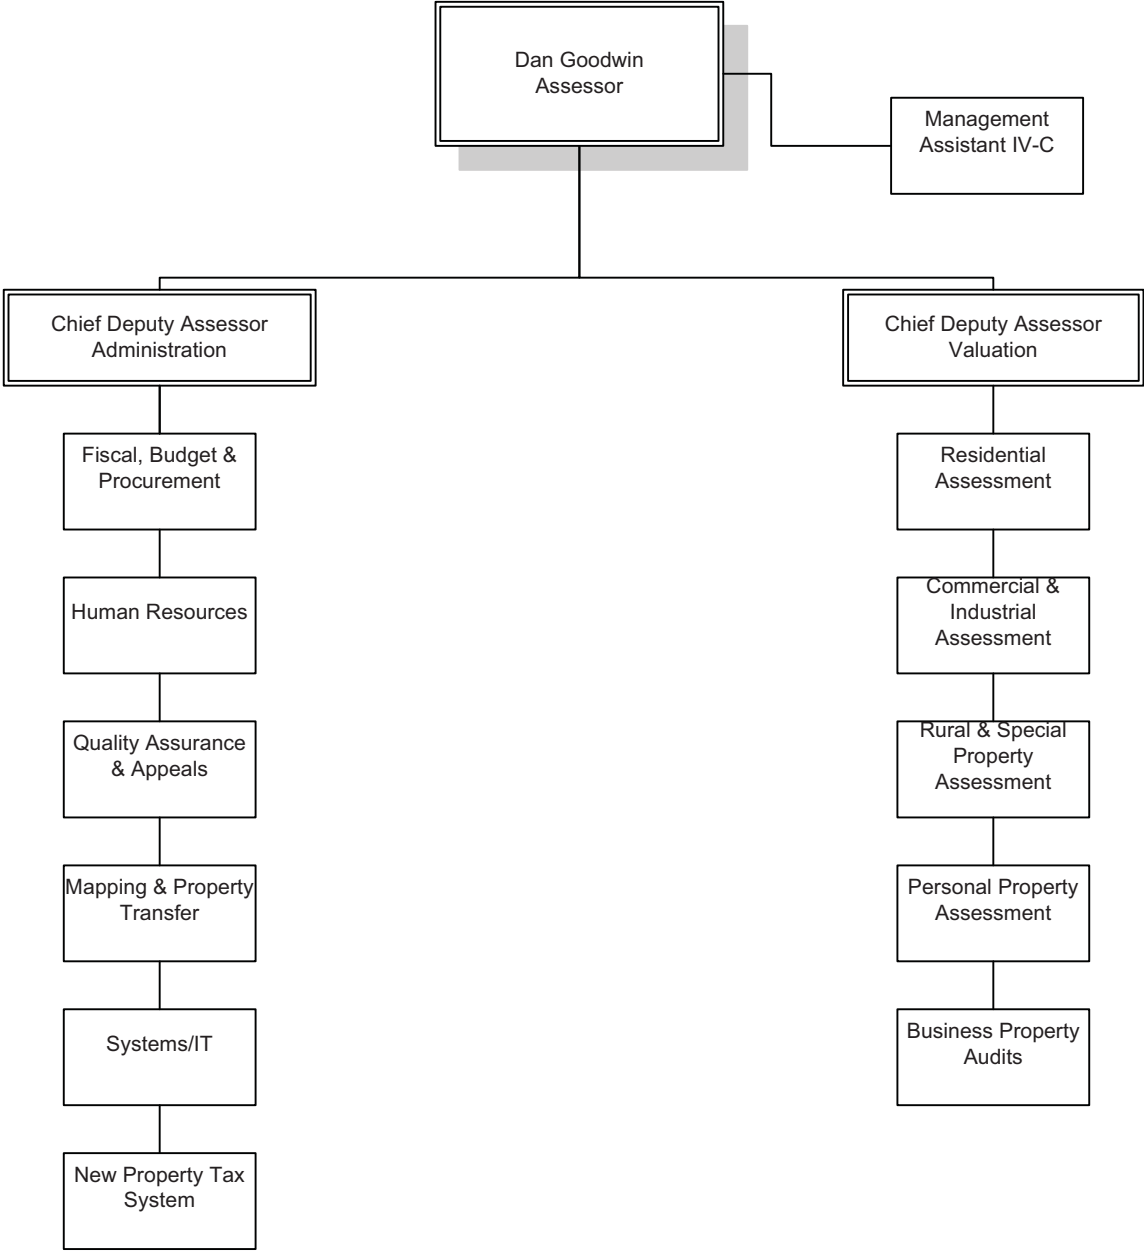 Dan Goodwin
Assessor
Management
Assistant IV-C
Chief Deputy Assessor
Administration
Chief Deputy Assessor
Valuation
Fiscal, Budget &
Procurement
Human Resources
Quality Assurance
& Appeals
Mapping & Property
Transfer
Systems/IT
New Property Tax
System
Residential
Assessment
Commercial &
Industrial
Assessment
Rural & Special
Property
Assessment
Personal Property
Assessment
Business Property
Audits